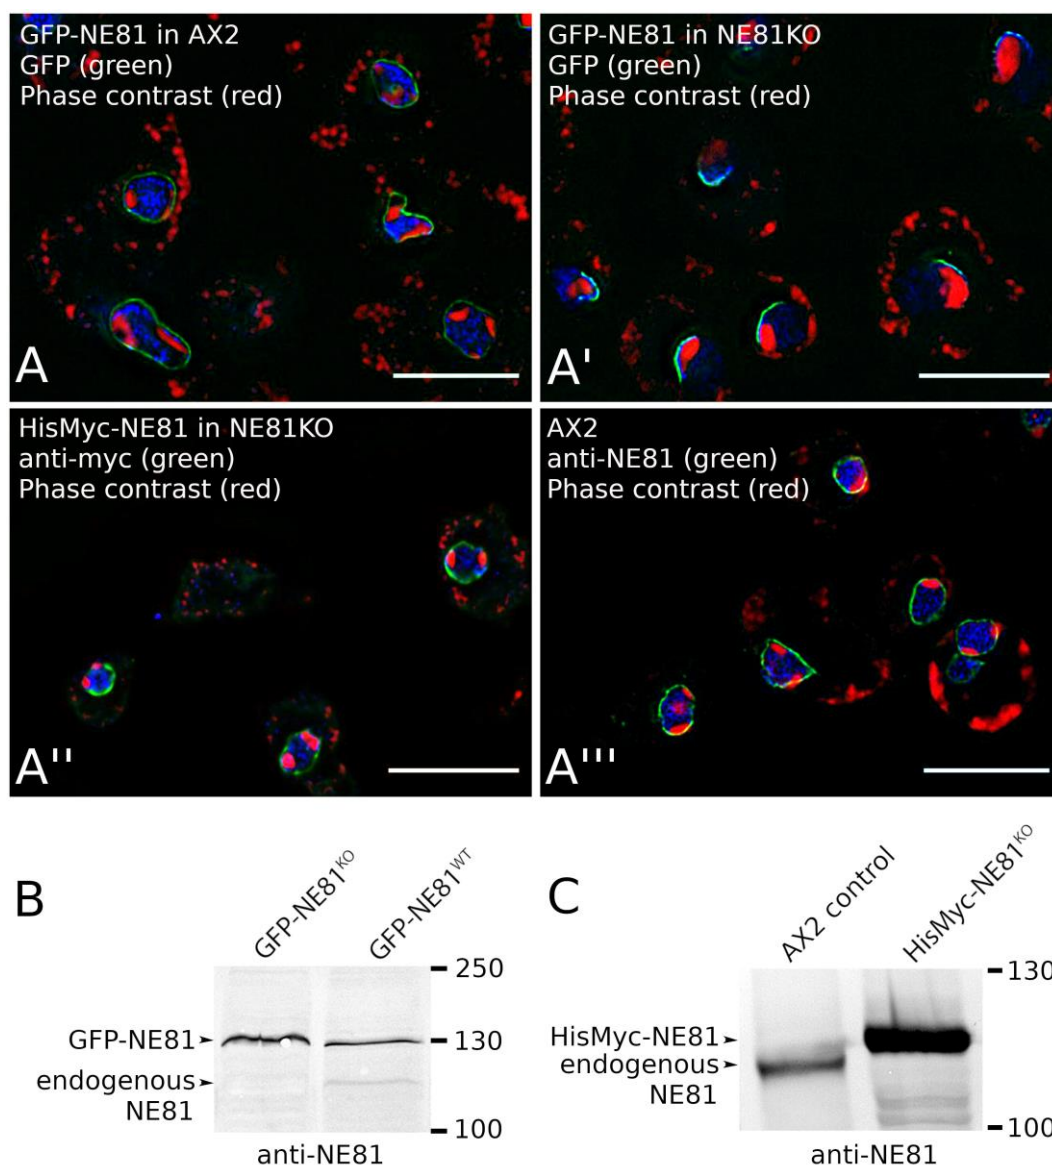 GFP-NE81 in AX2
GFP (green)
Phase contrast (red)
A
GFP-NE81 in NE81KO
GFP (green)
Phase contrast (red)
A'
HisMyc-NE81 in NE81KO
anti-myc (green)
Phase contrast (red)
A''
AX2
anti-NE81 (green)
Phase contrast (red)
A'''
B
GFP-NE81KO
GFP-NE81WT
250
GFP-NE81
130
endogenous
NE81
100
anti-NE81
C
AX2 control
HisMyc-NE81KO
130
HisMyc-NE81
endogenous
NE81
100
anti-NE81